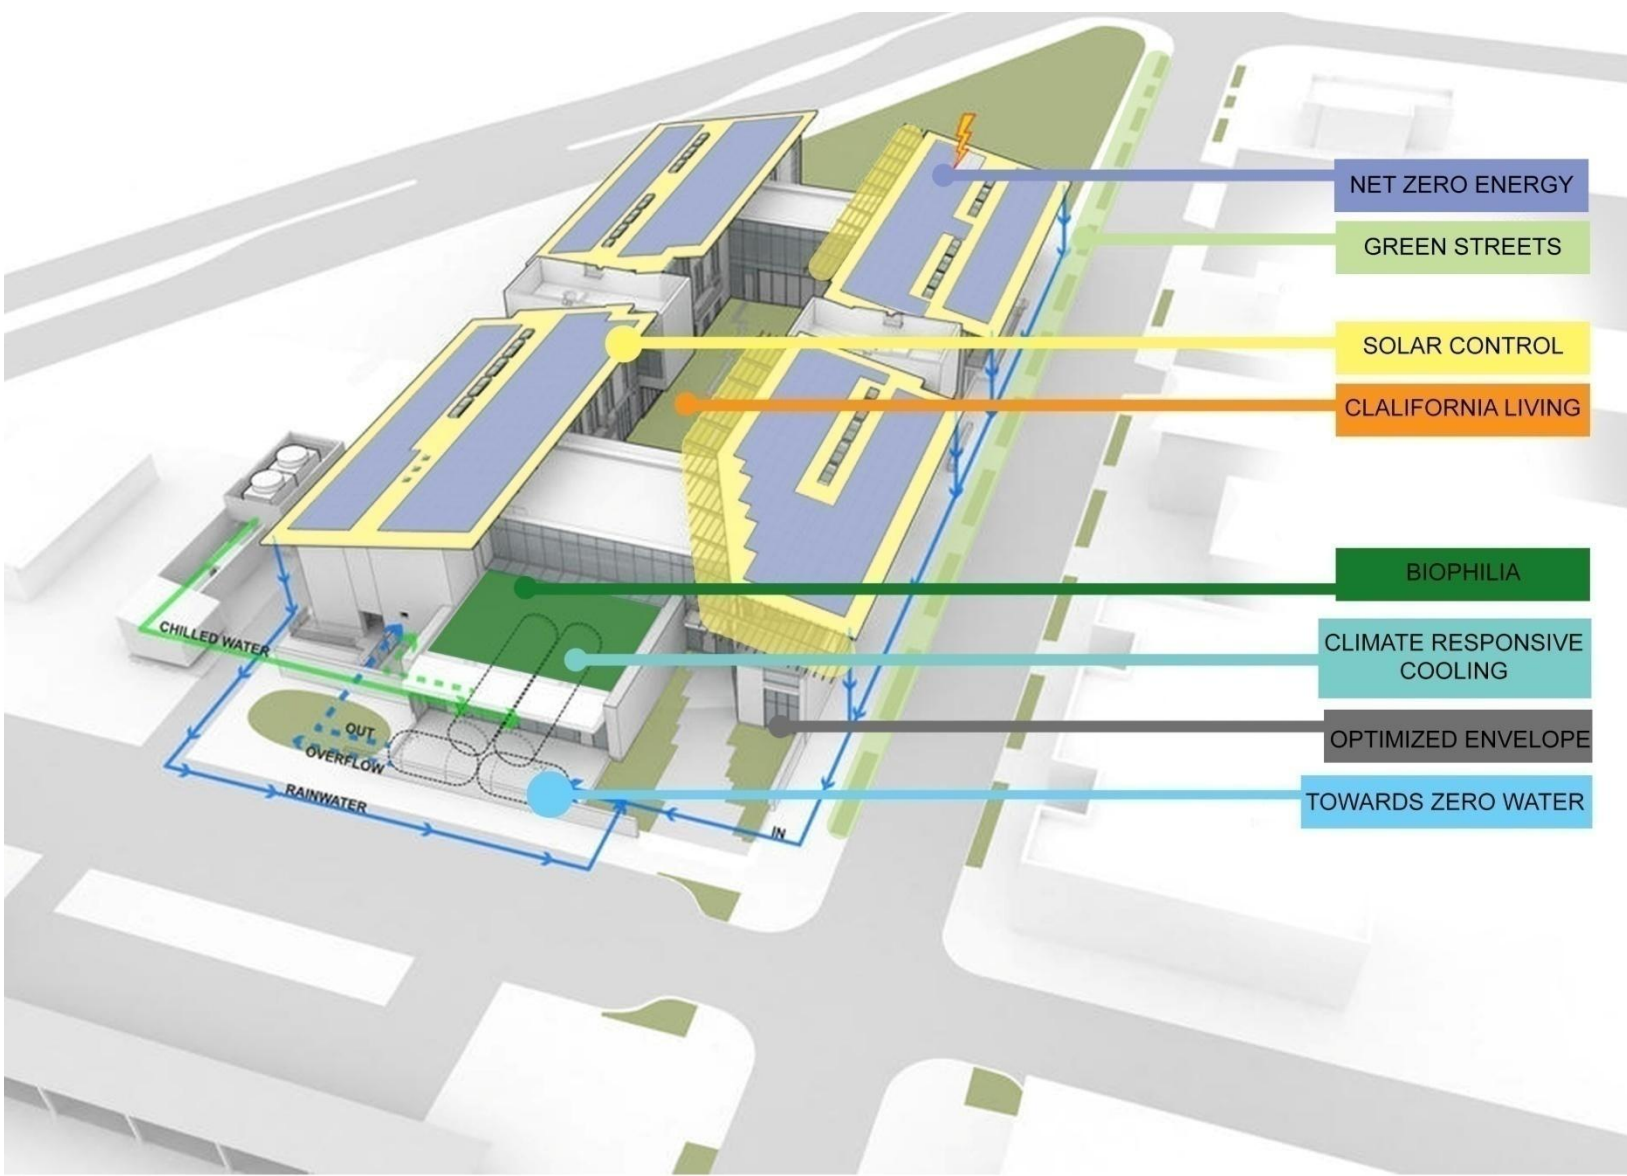 NET ZERO ENERGY
GREEN STREETS
SOLAR CONTROL
CLALIFORNIA LIVING
BIOPHILIA
CLIMATE RESPONSIVE
COOLING
OPTIMIZED ENVELOPE
TOWARDS ZERO WATER
CHILLED WATER
OUT
OVERFLOW
RAINWATER
IN